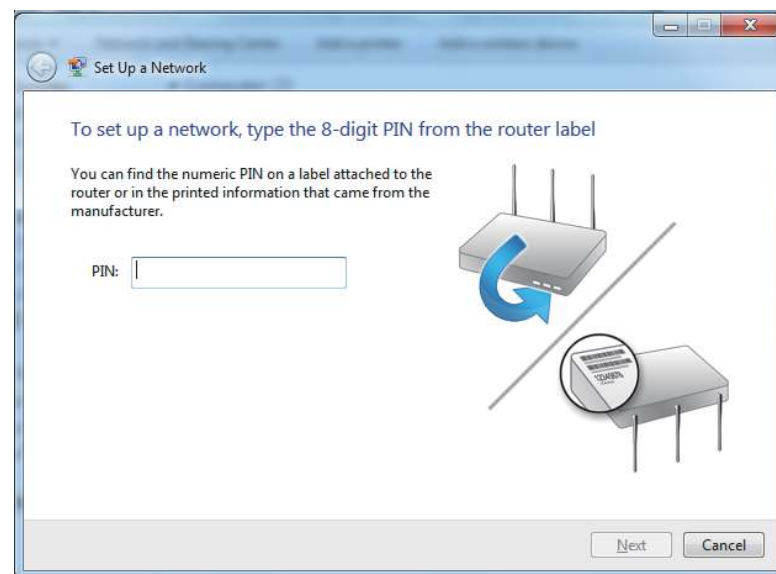 Set Up a Network
To set up a network, type the 8-digit PIN from the router label
You can find the numeric PIN on a label attached to the
router or in the printed information that came from the
manufacturer.
PIN:
12345678
Next
Cancel